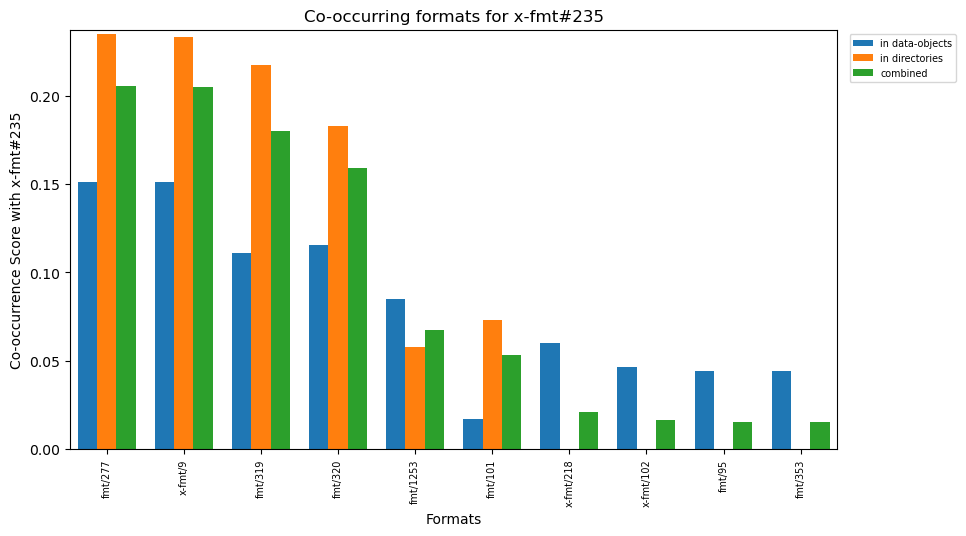 Co-occurring formats for x-fmt#235
in data-objects
in directories
combined
Co-occurrence Score with x-fmt#235
0.20
0.15
0.10
0.05
0.00
fmt/277
x-fmt/9
fmt/319
fmt/320
fmt/1253
fmt/101
x-fmt/218
x-fmt/102
fmt/95
fmt/353
Formats